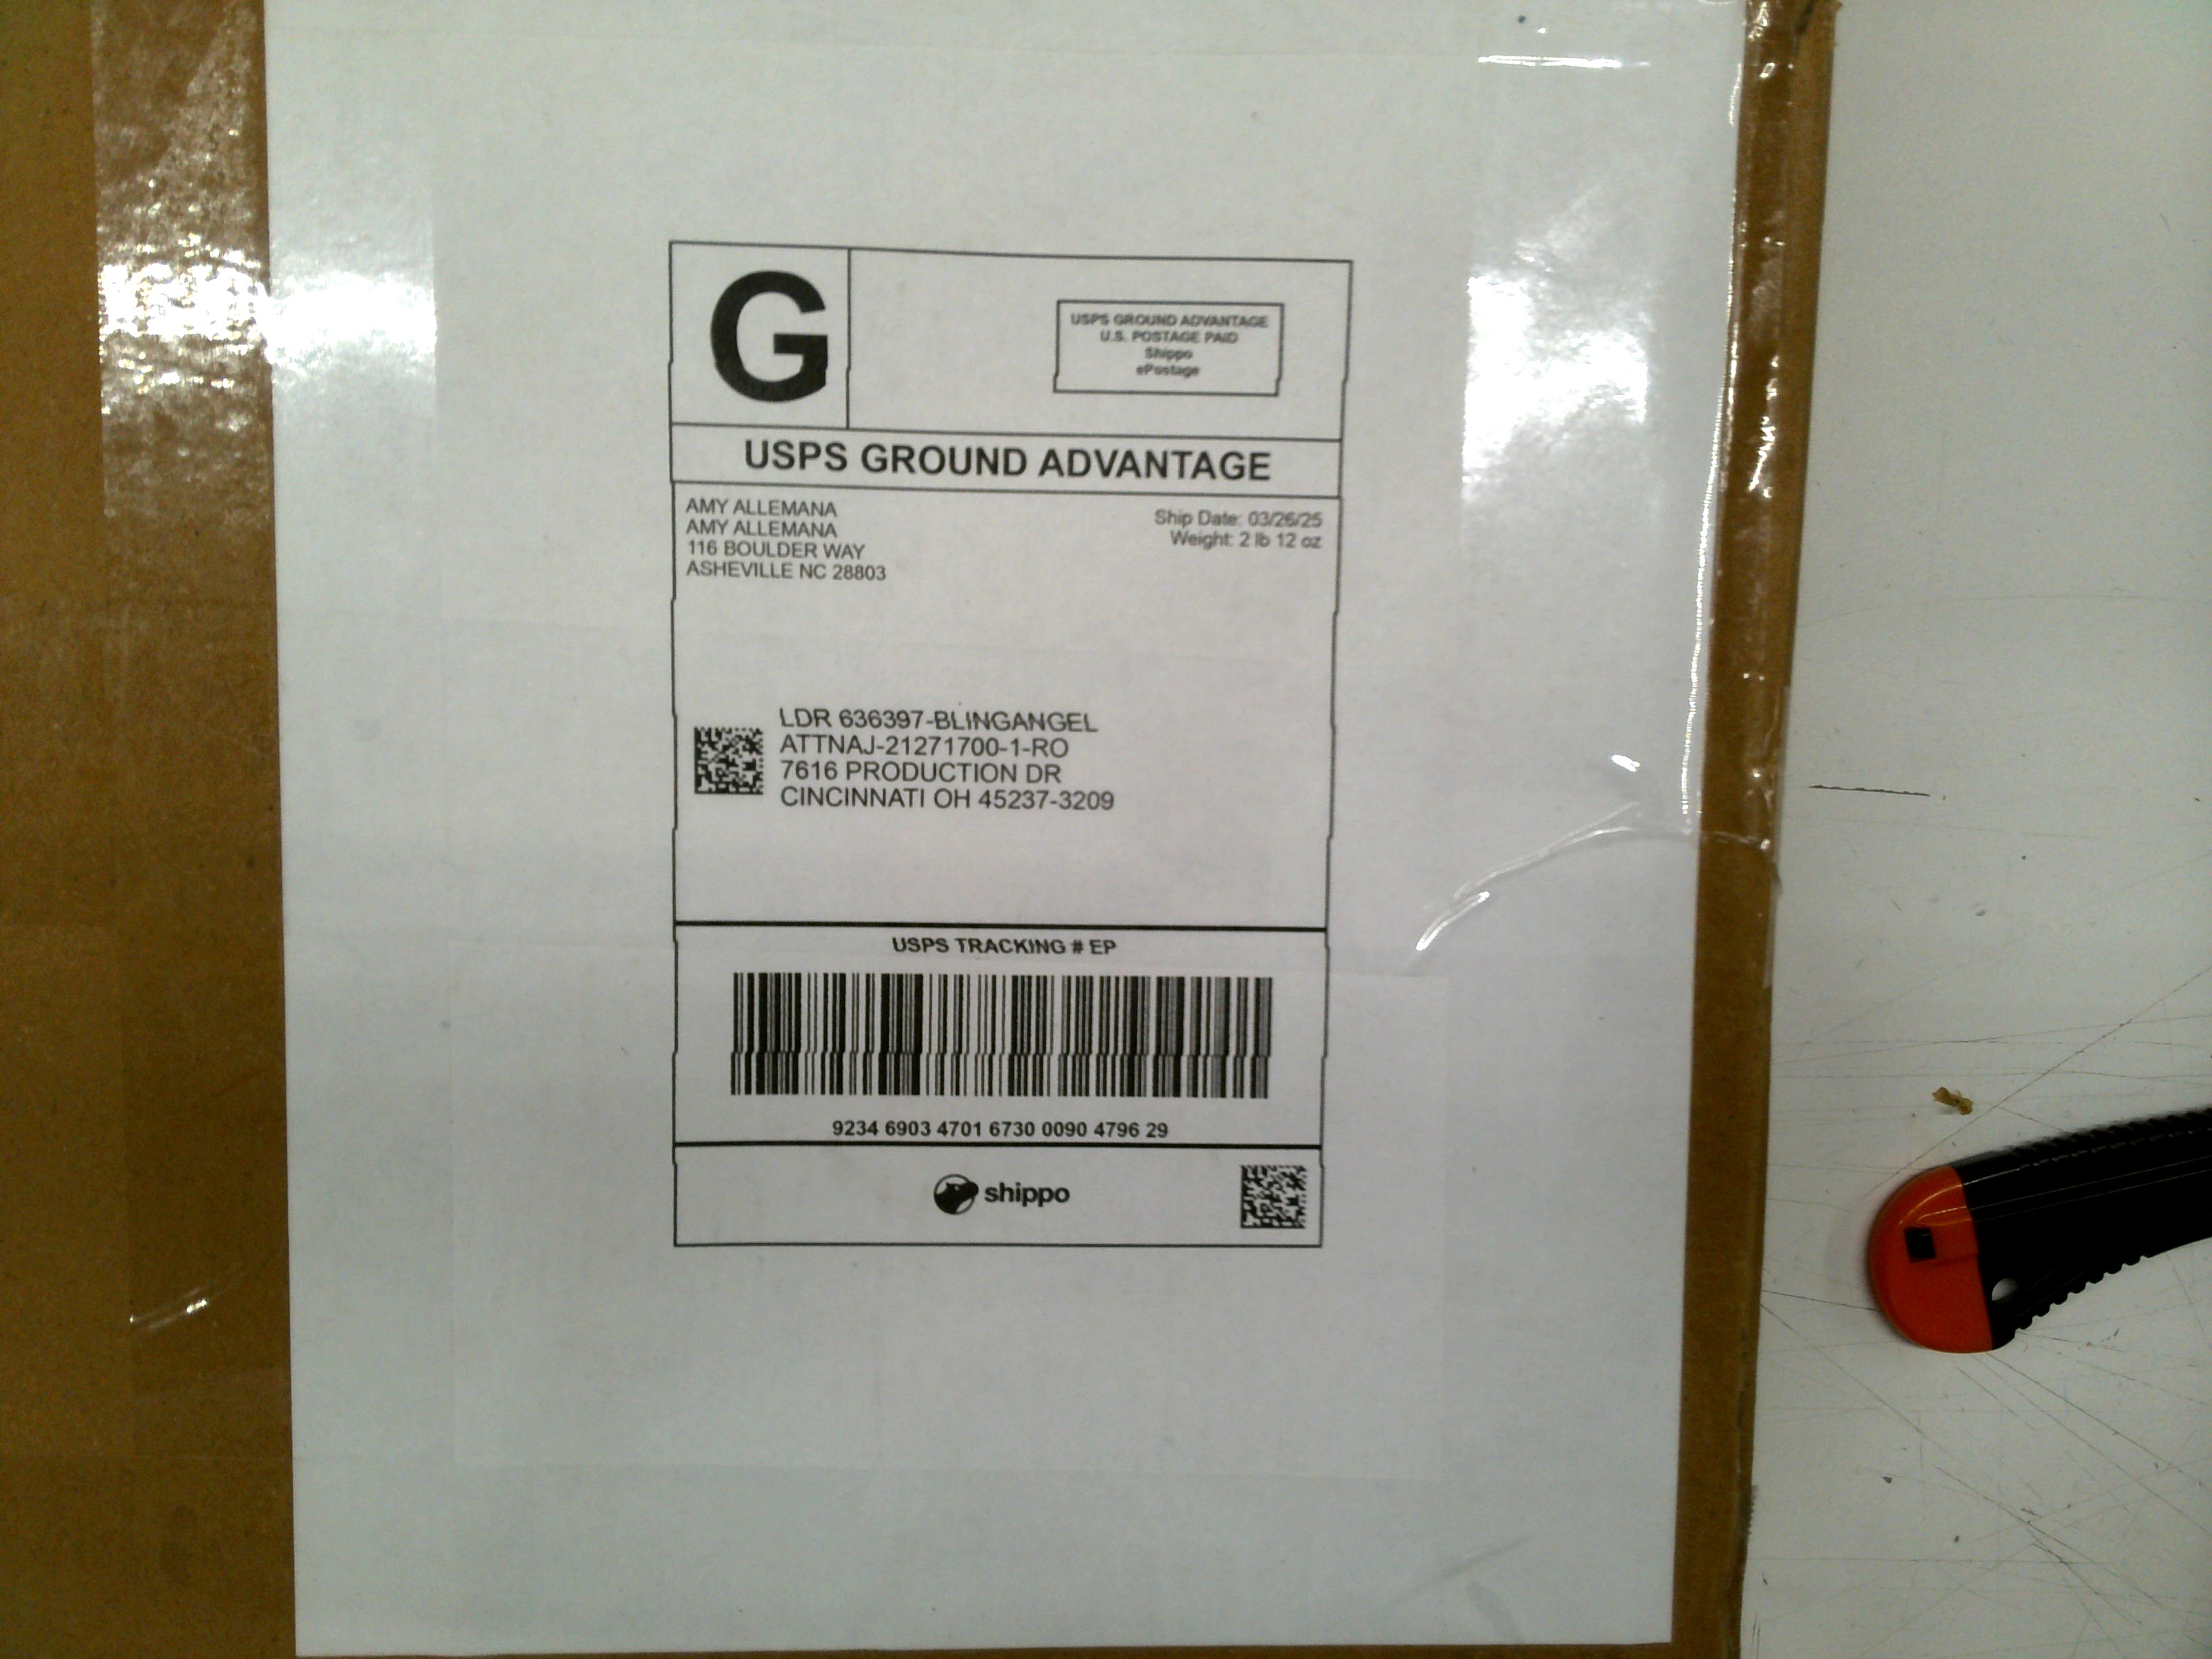 G
USPS GROUND ADVANTAGE
U.S. POSTAGE PAID
Shippo
ePostage
USPS GROUND ADVANTAGE
AMY ALLEMANA
AMY ALLEMANA
116 BOULDER WAY
ASHEVILLE NC 28803
Ship Date: 03/26/25
Weight: 2 lb 12 oz
LDR 636397-BLINGANGEL
ATTNAJ-21271700-1-RO
7616 PRODUCTION DR
CINCINNATI OH 45237-3209
USPS TRACKING # EP
9234 6903 4701 6730 0090 4796 29
shippo